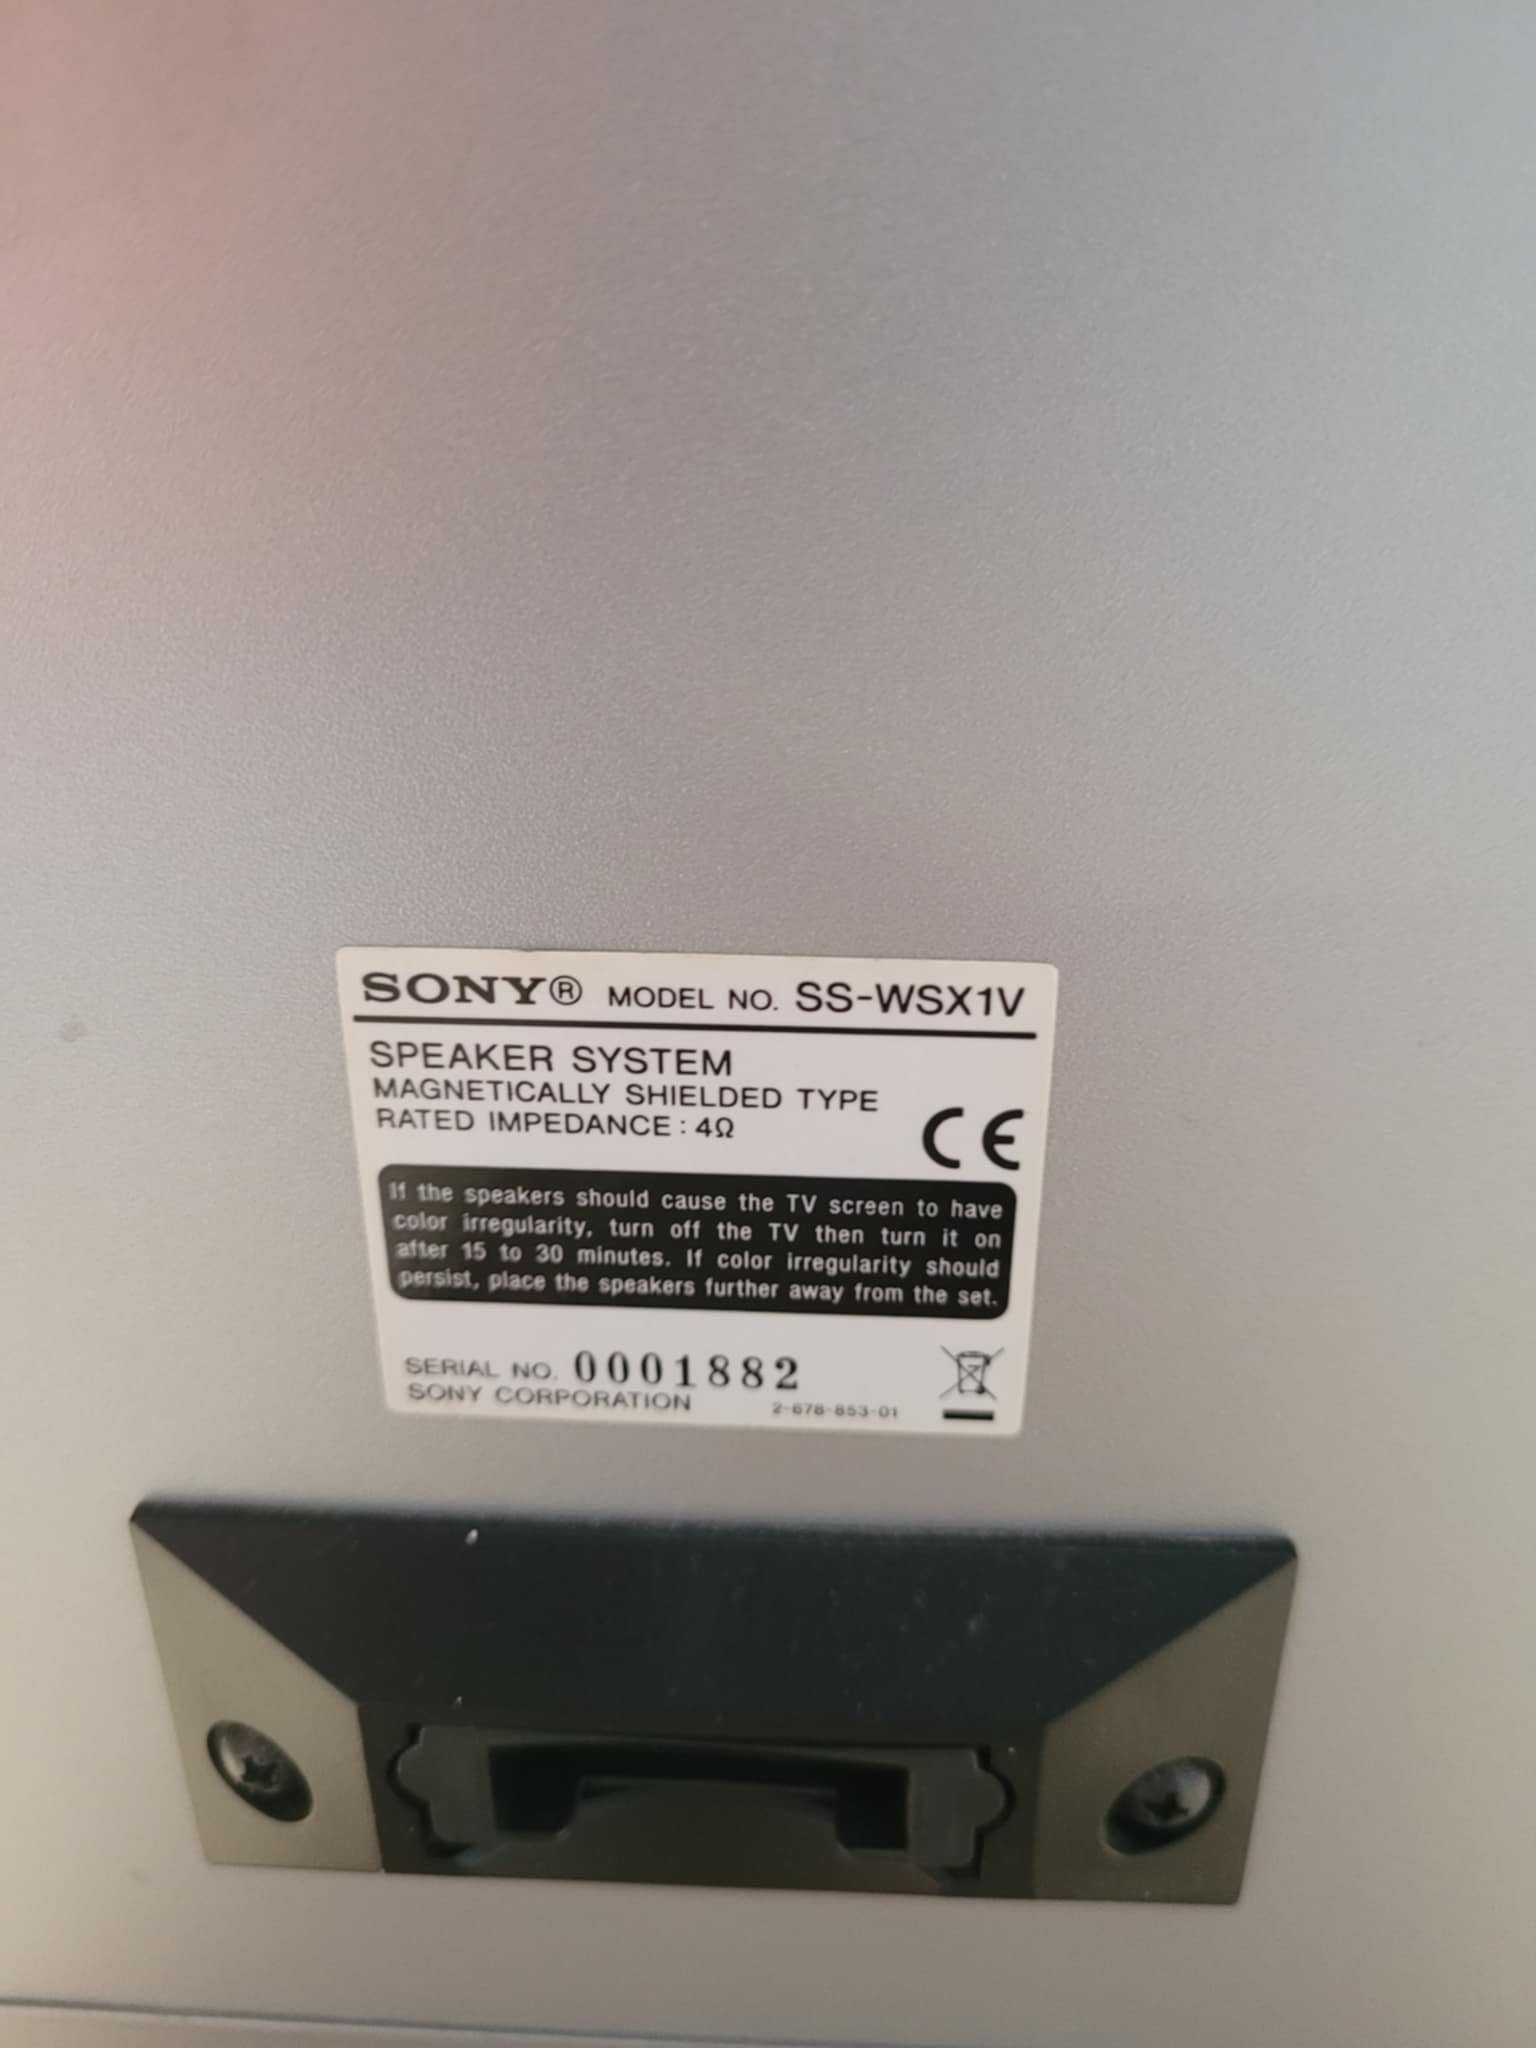 SONY® MODEL NO. SS-WSX1V
SPEAKER SYSTEM
MAGNETICALLY SHIELDED TYPE
RATED IMPEDANCE : 4Ω
CE
If the speakers should cause the TV screen to have
color irregularity, turn off the TV then turn it on
after 15 to 30 minutes. If color irregularity should
persist, place the speakers further away from the set.
SERIAL NO. 0001882
SONY CORPORATION 2-678-853-01